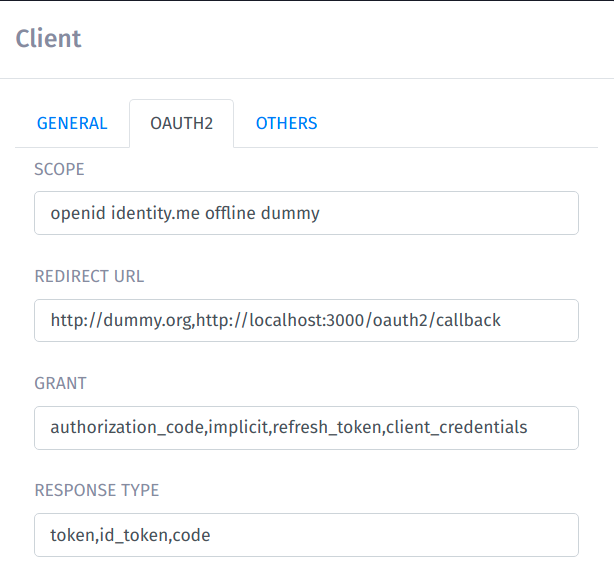 Client
GENERAL OAUTH2 OTHERS
SCOPE
openid identity.me offline dummy
REDIRECT URL
http://dummy.org,http://localhost:3000/oauth2/callback
GRANT
authorization_code,implicit,refresh_token,client_credentials
RESPONSE TYPE
token,id_token,code